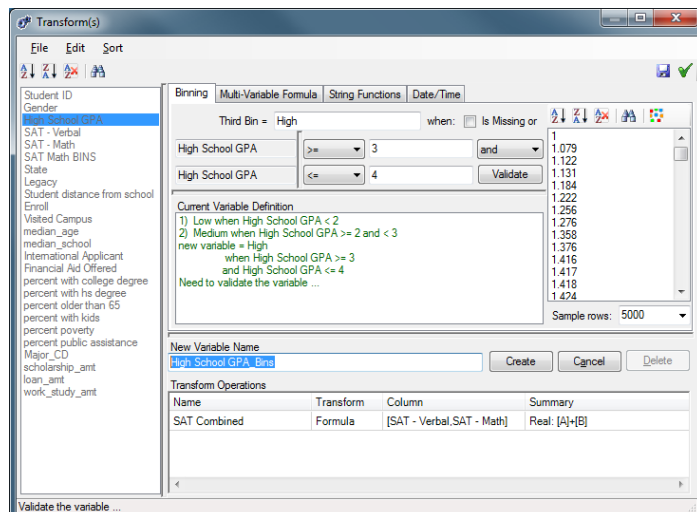 Transform(s)
File Edit Sort
Student ID
Gender
High School GPA
SAT - Verbal
SAT - Math
SAT Math BINS
State
Legacy
Student distance from school
Enroll
Visited Campus
median_age
median_school
International Applicant
Financial Aid Offered
percent with college degree
percent with hs degree
percent older than 65
percent with kids
percent poverty
percent public assistance
Major_CD
scholarship_amt
loan_amt
work_study_amt
Binning Multi-Variable Formula String Functions Date/Time
Third Bin = High when: Is Missing or
High School GPA >= 3 and
High School GPA <= 4 Validate
Current Variable Definition
1) Low when High School GPA < 2
2) Medium when High School GPA >= 2 and < 3
new variable = High
when High School GPA >= 3
and High School GPA <= 4
Need to validate the variable ...
1
1.079
1.122
1.131
1.184
1.222
1.256
1.276
1.358
1.376
1.416
1.417
1.418
1.424
Sample rows: 5000
New Variable Name
High School GPA_Bins Create Cancel Delete
Transform Operations
Name Transform Column Summary
SAT Combined Formula [SAT - Verbal,SAT - Math] Real: [A]+[B]
Validate the variable ...